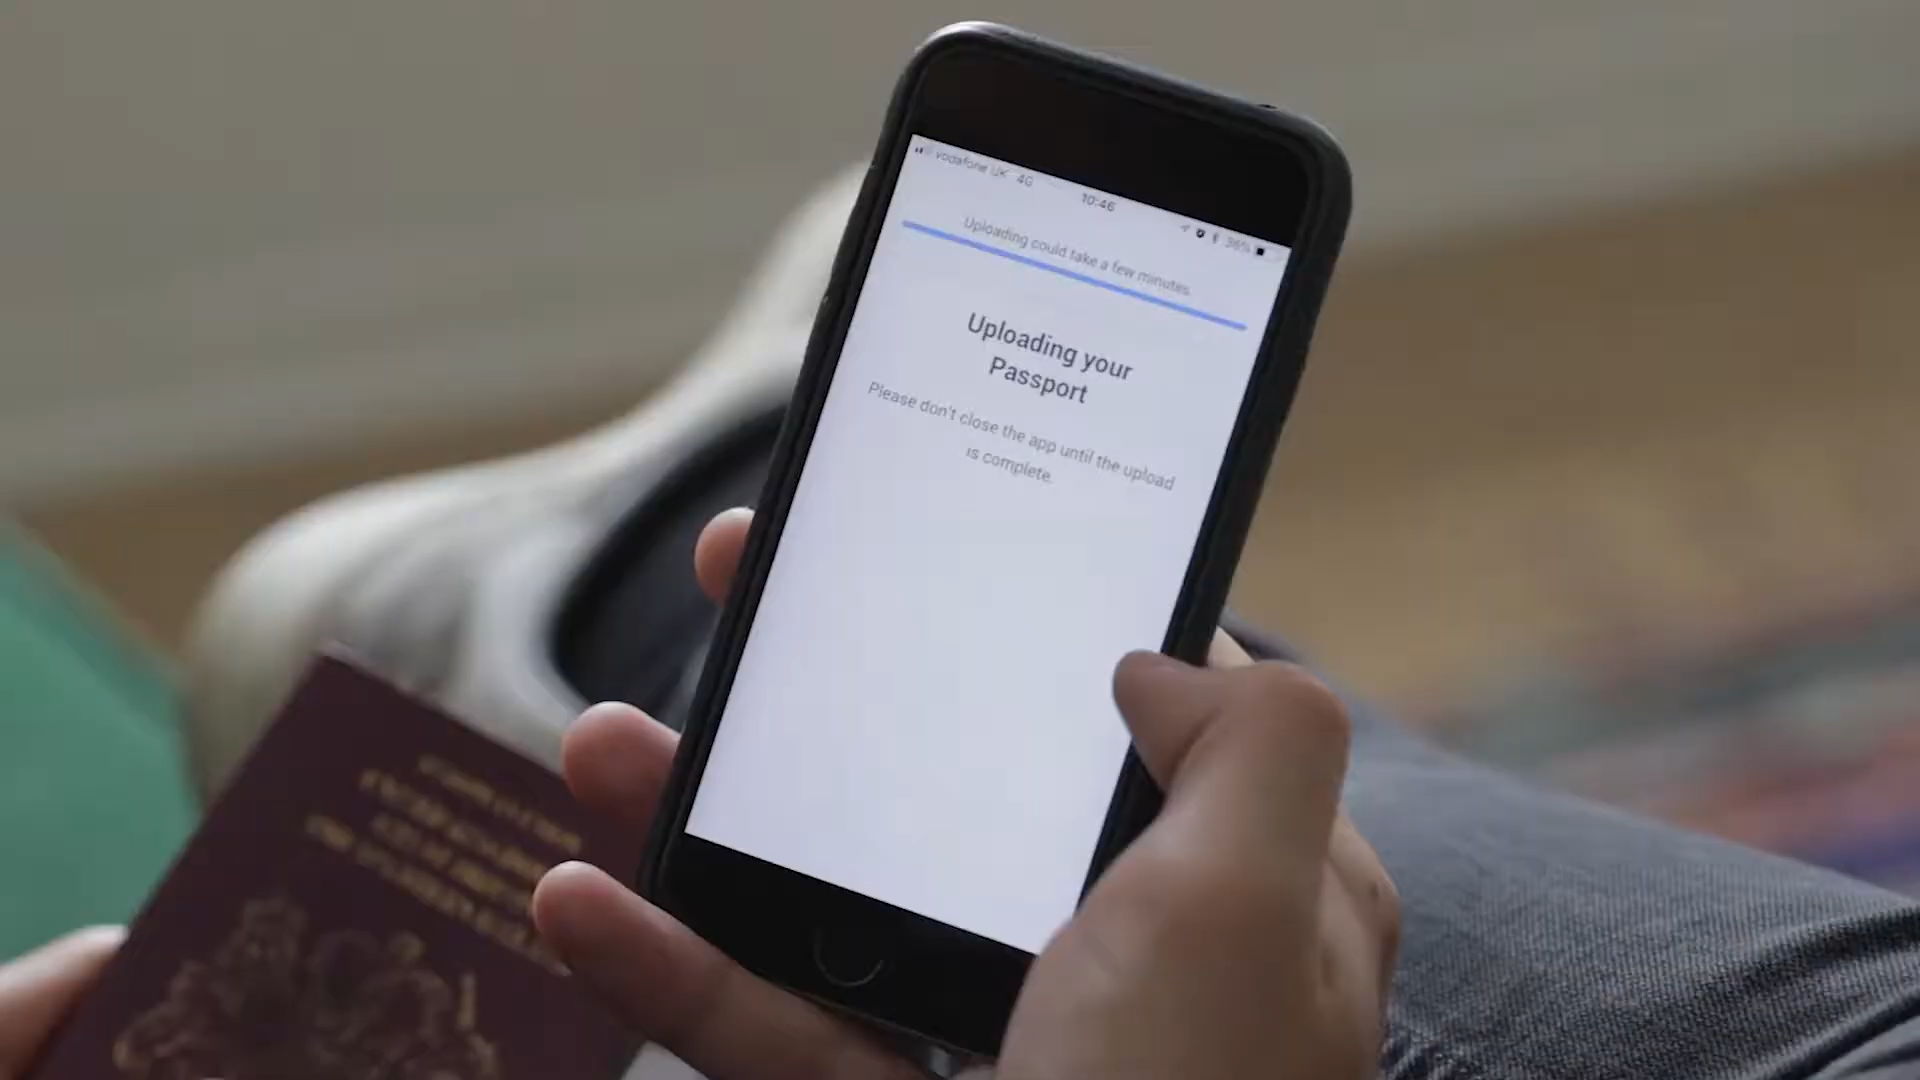 vodafone UK 4G
10:46
36%
Uploading could take a few minutes.
Uploading your
Passport
Please don't close the app until the upload
is complete.